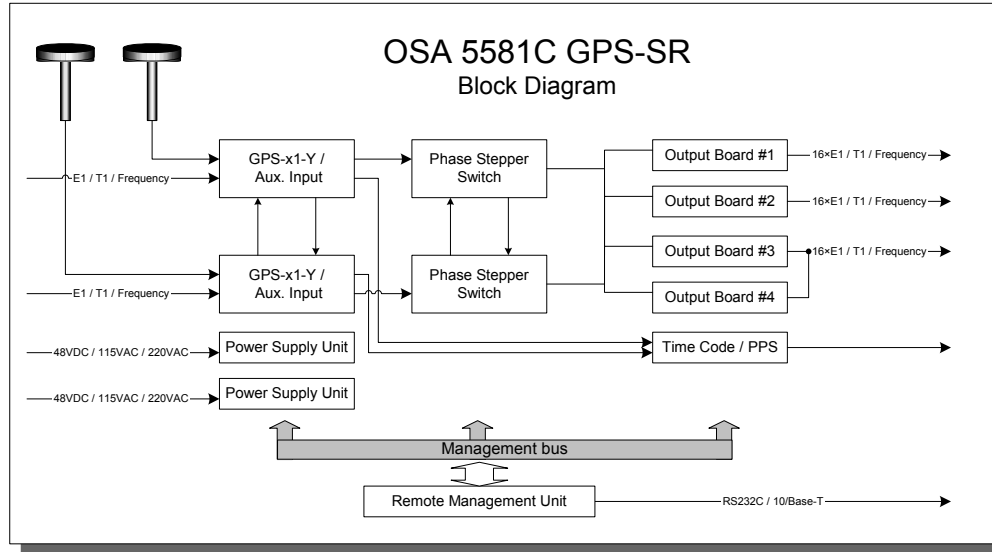 OSA 5581C GPS-SR
Block Diagram
GPS-x1-Y /
Aux. Input
Phase Stepper
Switch
Output Board #1
16×E1 / T1 / Frequency
E1 / T1 / Frequency
Output Board #2
16×E1 / T1 / Frequency
Output Board #3
16×E1 / T1 / Frequency
GPS-x1-Y /
Aux. Input
Phase Stepper
Switch
E1 / T1 / Frequency
Output Board #4
48VDC / 115VAC / 220VAC
Power Supply Unit
Time Code / PPS
48VDC / 115VAC / 220VAC
Power Supply Unit
Management bus
Remote Management Unit
RS232C / 10/Base-T